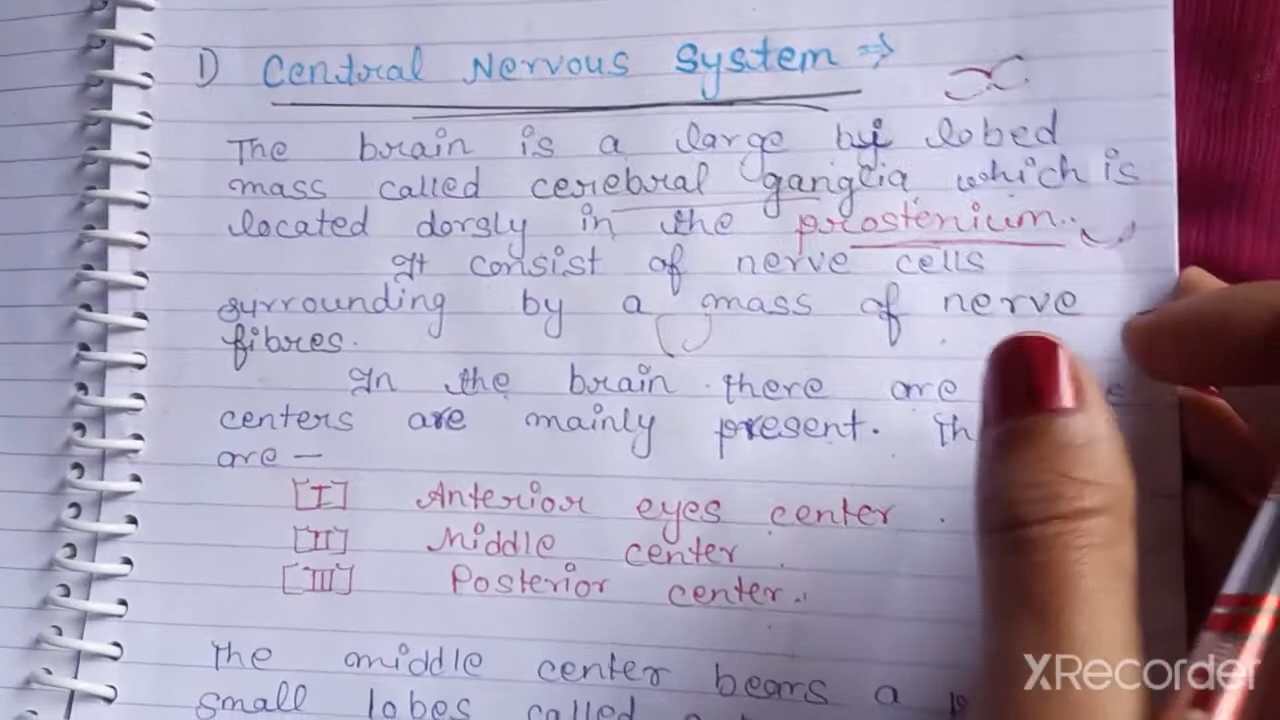 1) Central Nervous System ⇒
The brain is a large by lobed
mass called cerebral ganglia which is
located dorsly in the prostenium..
It consist of nerve cells
surrounding by a mass of nerve
fibres.
In the brain there are
centers are mainly present. Th
are –
[I] Anterior eyes center.
[II] Middle center.
[III] Posterior center..
The middle center bears a
small lobes called
XRecorder